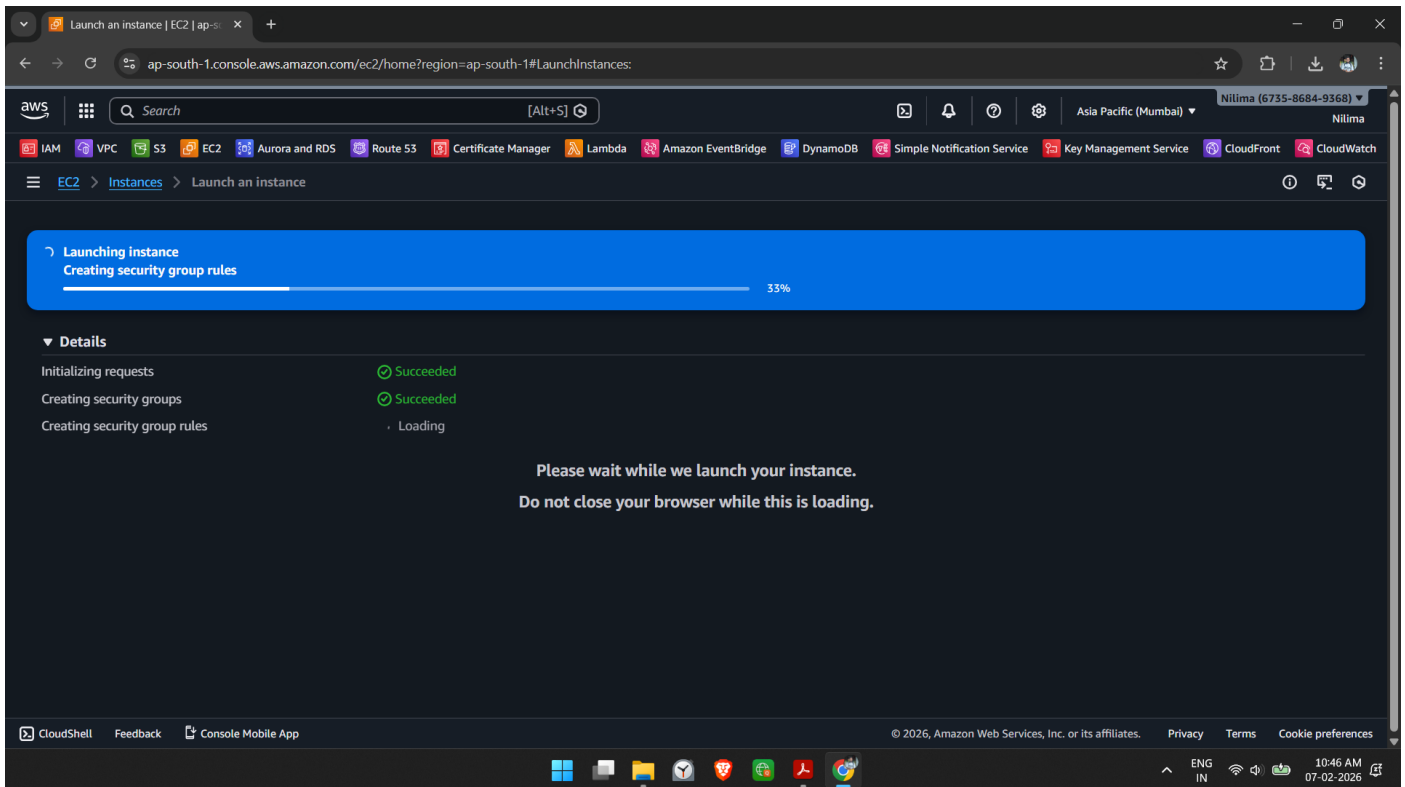 Launch an instance | EC2 | ap-so
ap-south-1.console.aws.amazon.com/ec2/home?region=ap-south-1#LaunchInstances:
aws
Search
[Alt+S]
Asia Pacific (Mumbai) ▼
Nilima (6735-8684-9368) ▼
Nilima
IAM VPC S3 EC2 Aurora and RDS Route 53 Certificate Manager Lambda Amazon EventBridge DynamoDB Simple Notification Service Key Management Service CloudFront CloudWatch
EC2 > Instances > Launch an instance
Launching instance
Creating security group rules
33%
▼ Details
Initializing requests Succeeded
Creating security groups Succeeded
Creating security group rules Loading
Please wait while we launch your instance.
Do not close your browser while this is loading.
CloudShell Feedback Console Mobile App © 2026, Amazon Web Services, Inc. or its affiliates. Privacy Terms Cookie preferences
ENG
IN
10:46 AM
07-02-2026